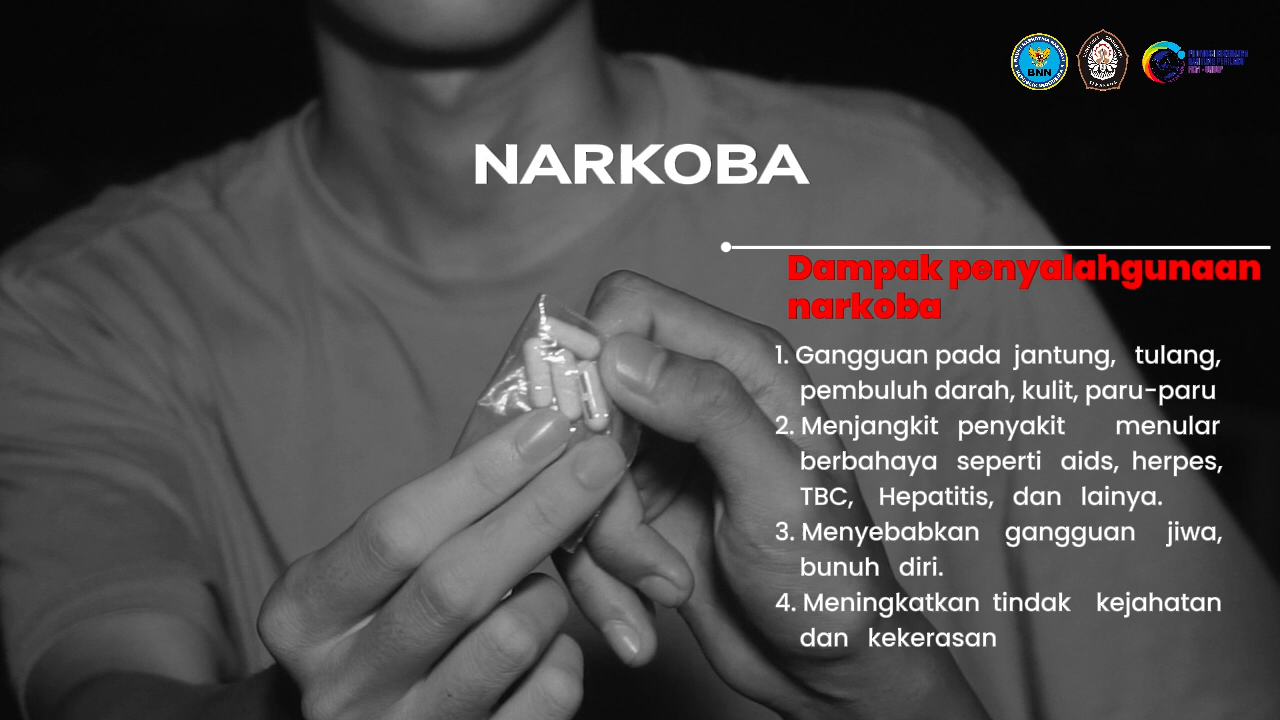 BNN
NARKOBA
Dampak penyalahgunaan
narkoba
1. Gangguan pada jantung, tulang,
pembuluh darah, kulit, paru-paru
2. Menjangkit penyakit menular
berbahaya seperti aids, herpes,
TBC, Hepatitis, dan lainya.
3. Menyebabkan gangguan jiwa,
bunuh diri.
4. Meningkatkan tindak kejahatan
dan kekerasan